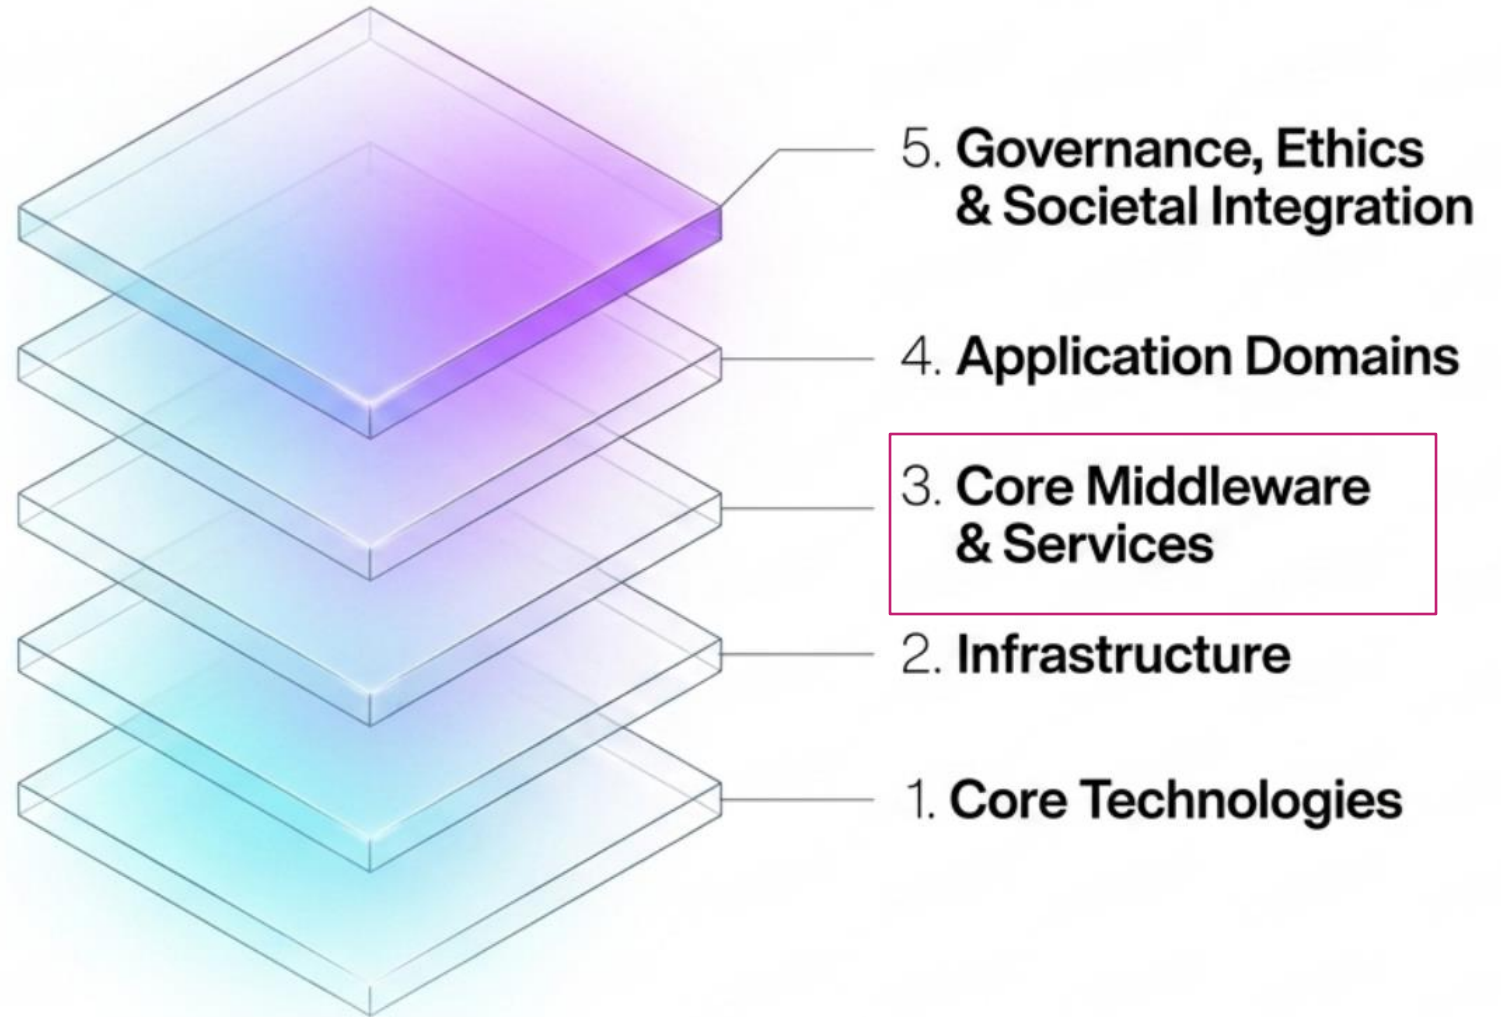 5. Governance, Ethics
& Societal Integration
4. Application Domains
3. Core Middleware
& Services
2. Infrastructure
1. Core Technologies